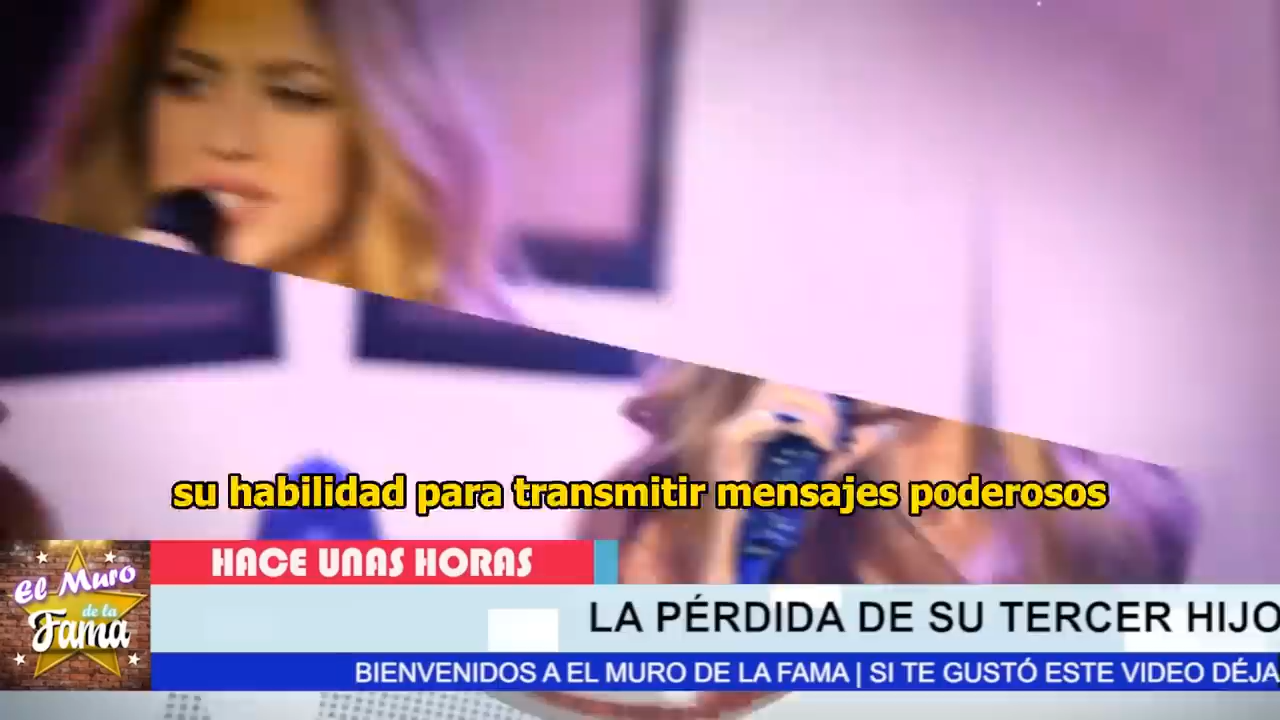 su habilidad para transmitir mensajes poderosos
HACE UNAS HORAS
El Muro
de la
Fama
LA PÉRDIDA DE SU TERCER HIJO
BIENVENIDOS A EL MURO DE LA FAMA | SI TE GUSTÓ ESTE VIDEO DÉJA